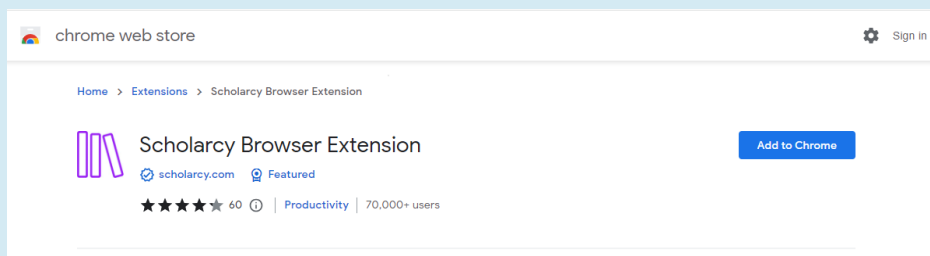 chrome web store Sign in
Home > Extensions > Scholarcy Browser Extension
Scholarcy Browser Extension
Add to Chrome
scholarcy.com Featured
60 | Productivity | 70,000+ users